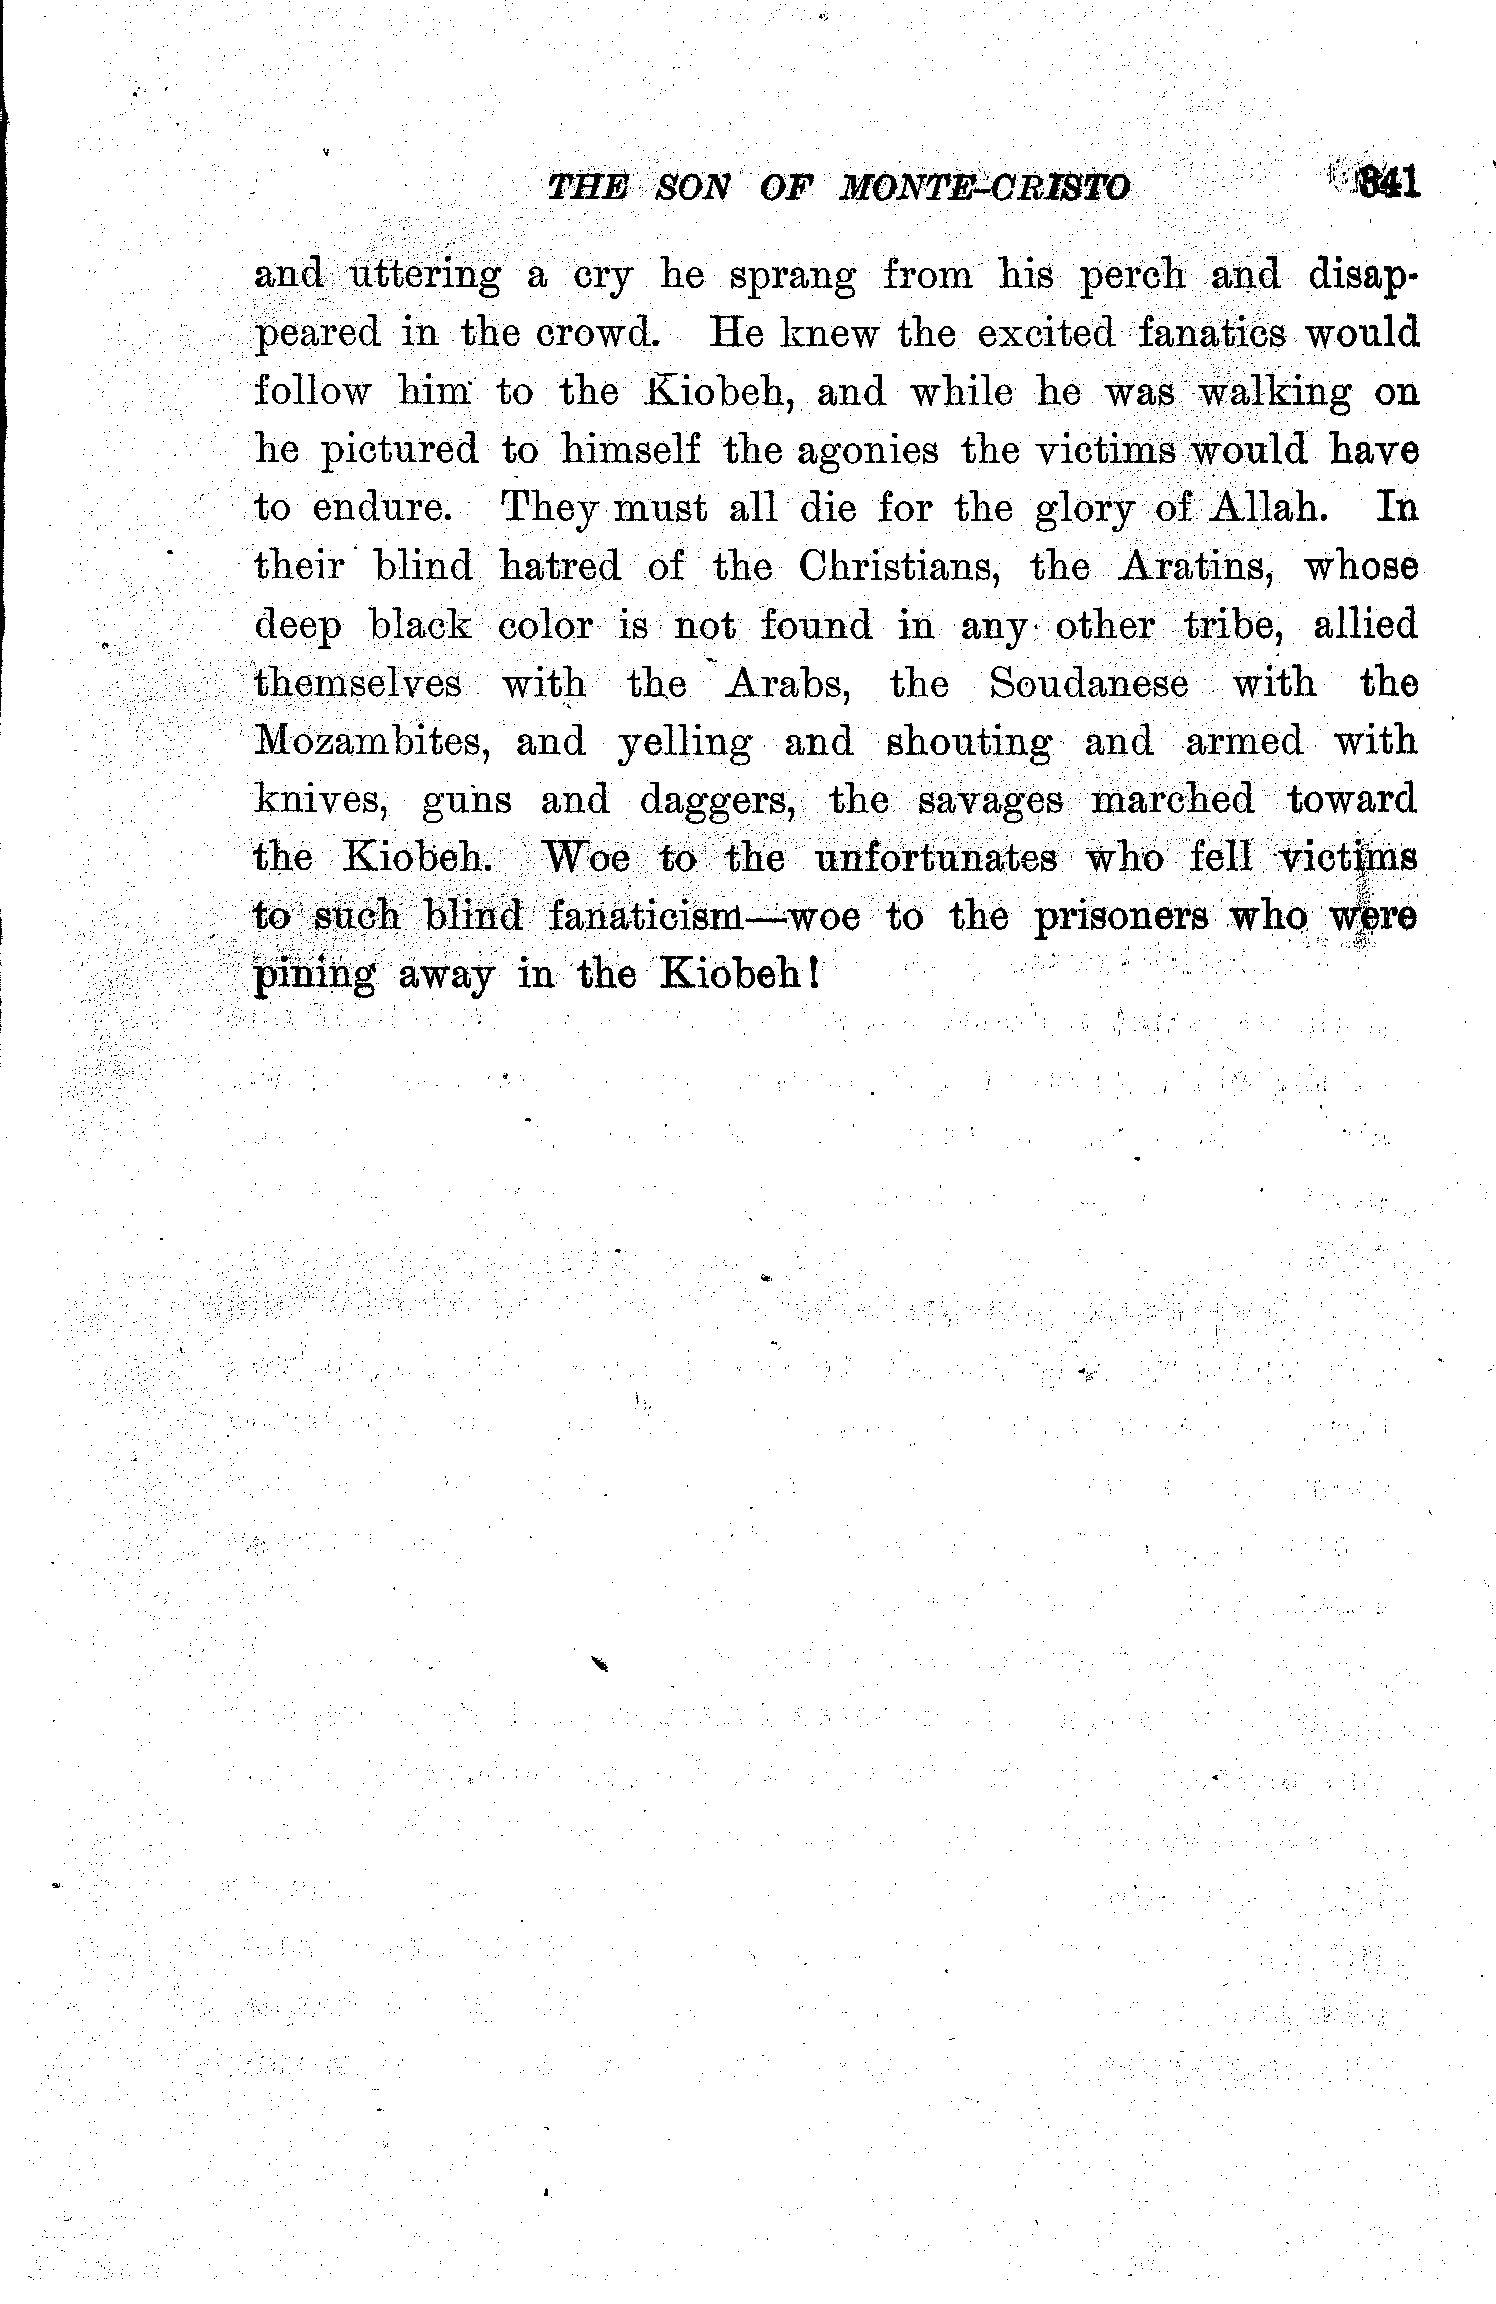 THE SON OF MONTE-CRISTO 341
and uttering a cry he sprang from his perch and disap-
peared in the crowd. He knew the excited fanatics would
follow him to the Kiobeh, and while he was walking on
he pictured to himself the agonies the victims would have
to endure. They must all die for the glory of Allah. In
their blind hatred of the Christians, the Aratins, whose
deep black color is not found in any other tribe, allied
themselves with the Arabs, the Soudanese with the
Mozambites, and yelling and shouting and armed with
knives, guns and daggers, the savages marched toward
the Kiobeh. Woe to the unfortunates who fell victims
to such blind fanaticism—woe to the prisoners who were
pining away in the Kiobeh!